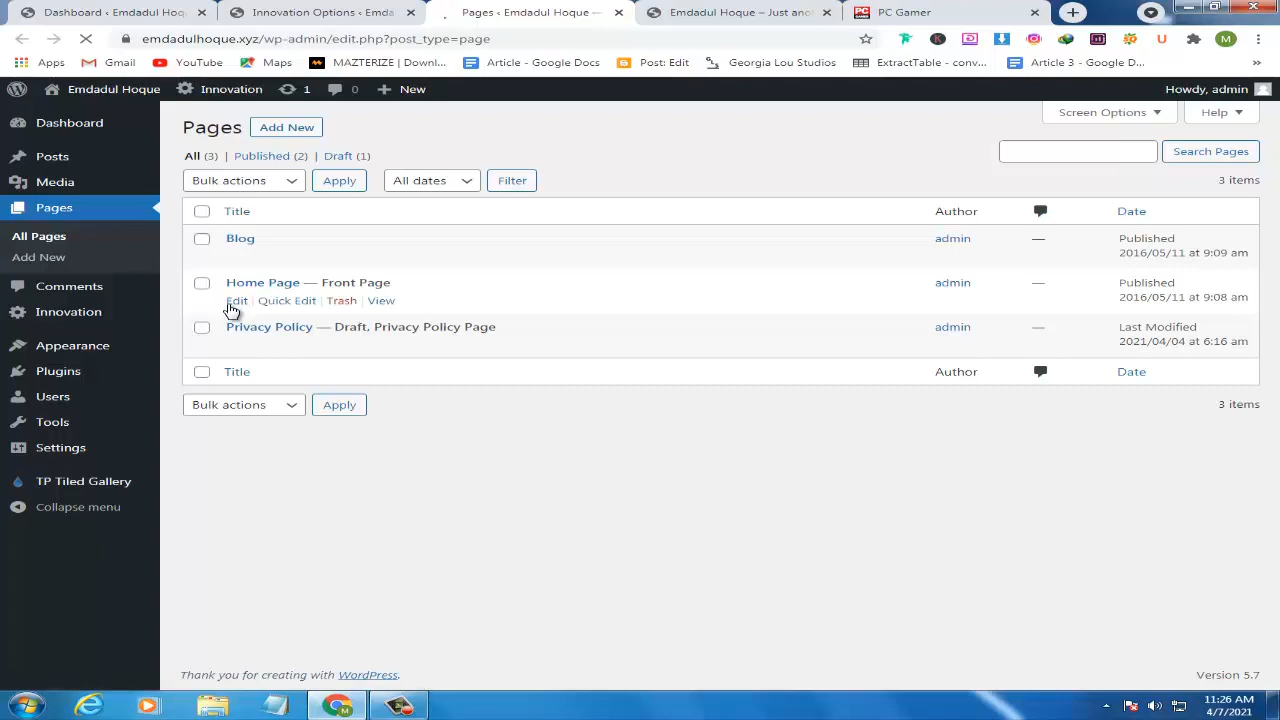 Dashboard ‹ Emdadul Hoq
Innovation Options ‹ Emda
Pages ‹ Emdadul Hoque —
Emdadul Hoque – Just anot
PC GAMER
PC Gamer
emdadulhoque.xyz/wp-admin/edit.php?post_type=page
M
Apps
Gmail
YouTube
Maps
MAZTERIZE | Downl...
Article - Google Docs
Post: Edit
Georgia Lou Studios
ExtractTable - conv...
Article 3 - Google D...
»
Emdadul Hoque
Innovation
1
0
New
Howdy, admin
Dashboard
Posts
Media
Pages
All Pages
Add New
Comments
Innovation
Appearance
Plugins
Users
Tools
Settings
TP Tiled Gallery
Collapse menu
Pages
Add New
Screen Options
Help
All (3) | Published (2) | Draft (1)
Search Pages
Bulk actions
Apply
All dates
Filter
3 items
Title
Author
Date
Blog
admin
—
Published
2016/05/11 at 9:09 am
Home Page — Front Page
admin
—
Published
2016/05/11 at 9:08 am
Edit | Quick Edit | Trash | View
Privacy Policy — Draft, Privacy Policy Page
admin
—
Last Modified
2021/04/04 at 6:16 am
Title
Author
Date
Bulk actions
Apply
3 items
Thank you for creating with WordPress.
Version 5.7
11:26 AM
4/7/2021